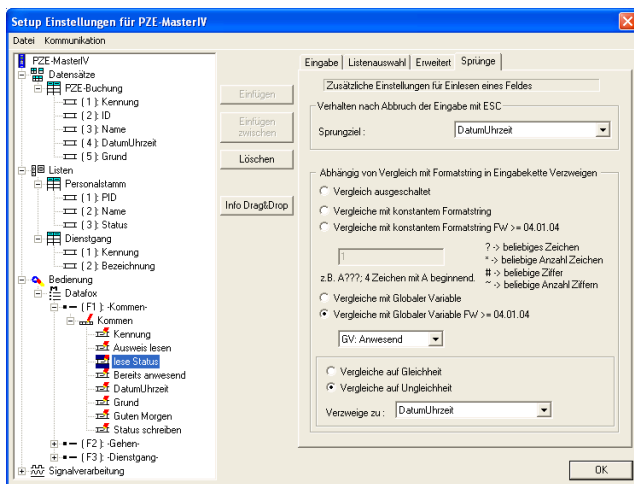 Setup Einstellungen für PZE-MasterIV
Datei Kommunikation
PZE-MasterIV
Datensätze
PZE-Buchung
( 1 ): Kennung
( 2 ): ID
( 3 ): Name
( 4 ): DatumUhrzeit
( 5 ): Grund
Listen
Personalstamm
( 1 ): PID
( 2 ): Name
( 3 ): Status
Dienstgang
( 1 ): Kennung
( 2 ): Bezeichnung
Bedienung
Datafox
( F1 ): -Kommen-
Kommen
Kennung
Ausweis lesen
lese Status
Bereits anwesend
DatumUhrzeit
Grund
Guten Morgen
Status schreiben
( F2 ): -Gehen-
( F3 ): -Dienstgang-
Signalverarbeitung
Einfügen
Einfügen zwischen
Löschen
Info Drag&Drop
Eingabe Listenauswahl Erweitert Sprünge
Zusätzliche Einstellungen für Einlesen eines Feldes
Verhalten nach Abbruch der Eingabe mit ESC
Sprungziel : DatumUhrzeit
Abhängig von Vergleich mit Formatstring in Eingabekette Verzweigen
Vergleich ausgeschaltet
Vergleiche mit konstantem Formatstring
Vergleiche mit konstantem Formatstring FW >= 04.01.04
1
? -> beliebiges Zeichen
* -> beliebige Anzahl Zeichen
# -> beliebige Ziffer
~ -> beliebige Anzahl Ziffern
z.B. A???; 4 Zeichen mit A beginnend.
Vergleiche mit Globaler Variable
Vergleiche mit Globaler Variable FW >= 04.01.04
GV: Anwesend
Vergleiche auf Gleichheit
Vergleiche auf Ungleichheit
Verzweige zu : DatumUhrzeit
OK